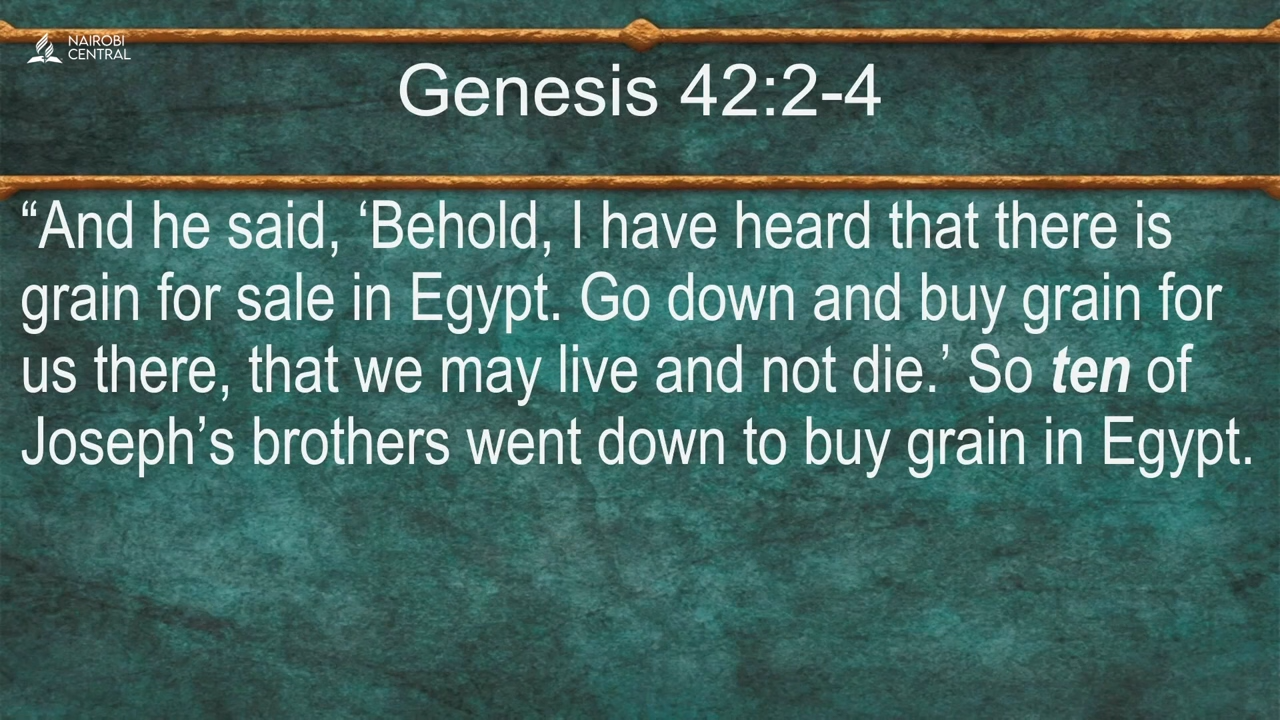 NAIROBI
CENTRAL
Genesis 42:2-4
“And he said, ‘Behold, I have heard that there is
grain for sale in Egypt. Go down and buy grain for
us there, that we may live and not die.’ So ten of
Joseph’s brothers went down to buy grain in Egypt.